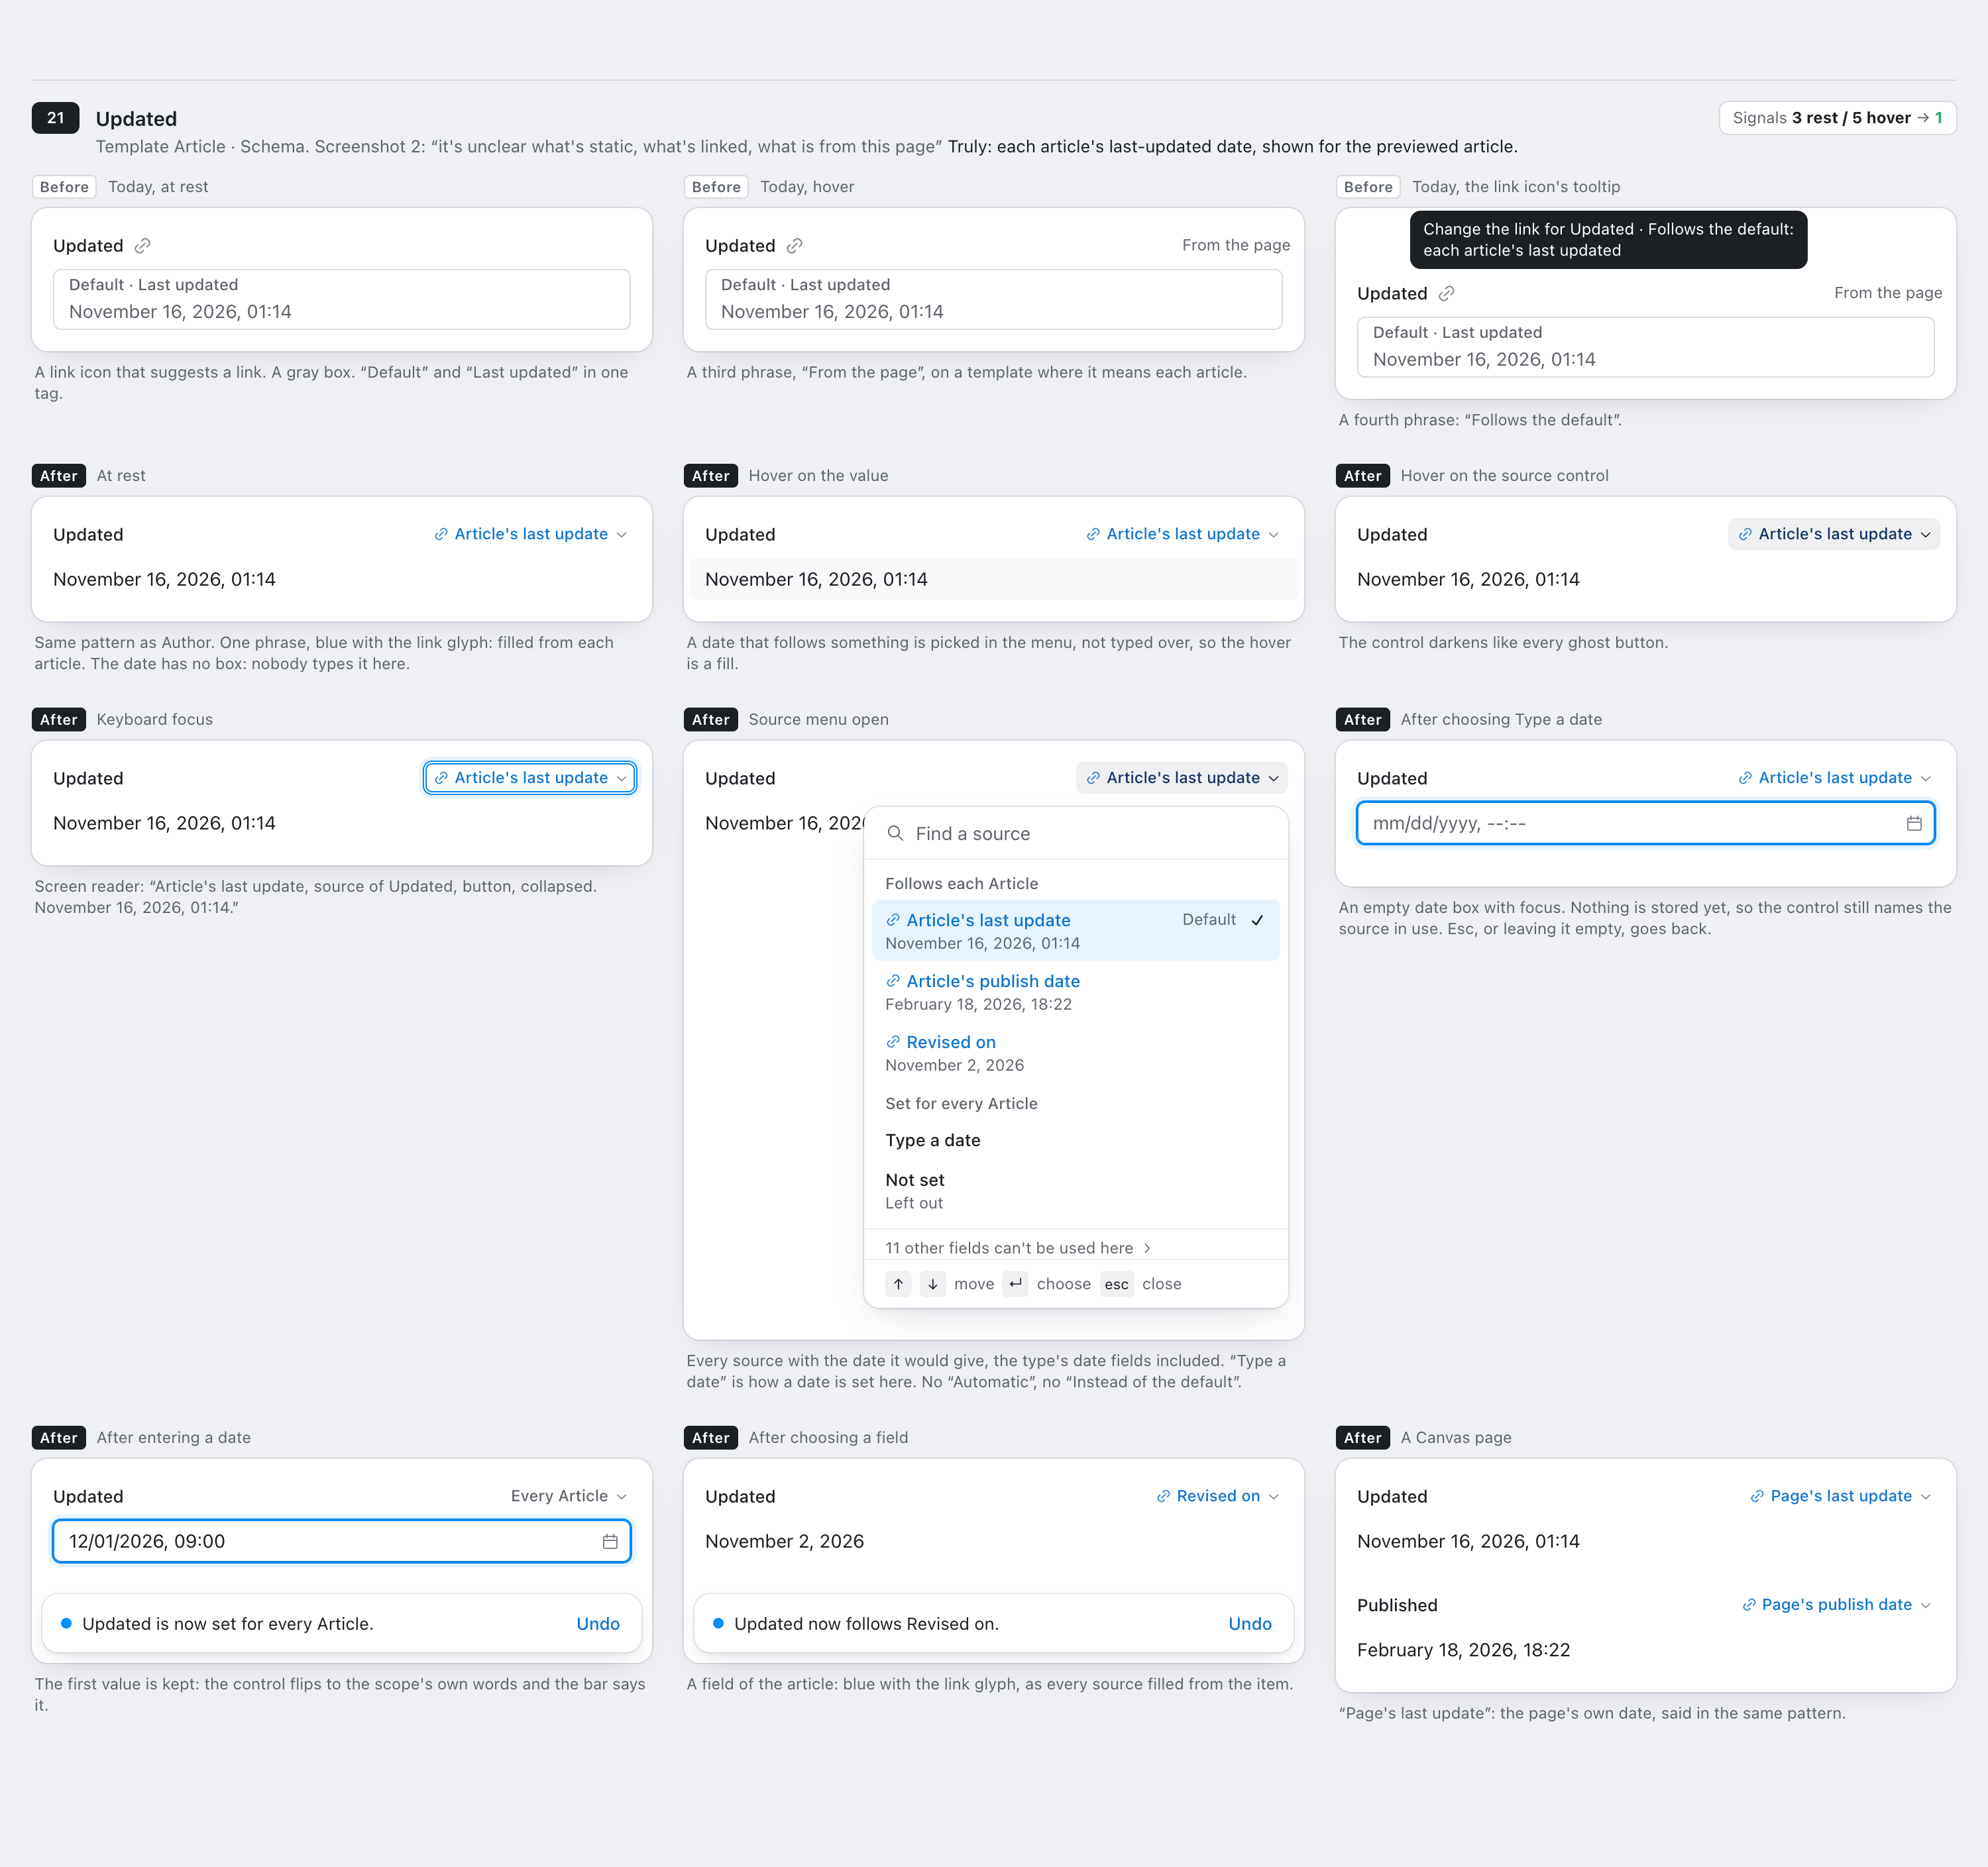 21
Updated
Signals 3 rest / 5 hover → 1
Template Article · Schema. Screenshot 2: “it's unclear what's static, what's linked, what is from this page” Truly: each article's last-updated date, shown for the previewed article.
Before Today, at rest
Updated
Default · Last updated
November 16, 2026, 01:14
A link icon that suggests a link. A gray box. “Default” and “Last updated” in one
tag.
Before Today, hover
Updated
From the page
Default · Last updated
November 16, 2026, 01:14
A third phrase, “From the page”, on a template where it means each article.
Before Today, the link icon's tooltip
Change the link for Updated · Follows the default:
each article's last updated
Updated
From the page
Default · Last updated
November 16, 2026, 01:14
A fourth phrase: “Follows the default”.
After At rest
Updated
Article's last update
November 16, 2026, 01:14
Same pattern as Author. One phrase, blue with the link glyph: filled from each
article. The date has no box: nobody types it here.
After Hover on the value
Updated
Article's last update
November 16, 2026, 01:14
A date that follows something is picked in the menu, not typed over, so the hover
is a fill.
After Hover on the source control
Updated
Article's last update
November 16, 2026, 01:14
The control darkens like every ghost button.
After Keyboard focus
Updated
Article's last update
November 16, 2026, 01:14
Screen reader: “Article's last update, source of Updated, button, collapsed.
November 16, 2026, 01:14.”
After Source menu open
Updated
Article's last update
November 16, 202
Find a source
Follows each Article
Article's last update
Default
November 16, 2026, 01:14
Article's publish date
February 18, 2026, 18:22
Revised on
November 2, 2026
Set for every Article
Type a date
Not set
Left out
11 other fields can't be used here
↑ ↓ move ↵ choose esc close
Every source with the date it would give, the type's date fields included. “Type a
date” is how a date is set here. No “Automatic”, no “Instead of the default”.
After After choosing Type a date
Updated
Article's last update
mm/dd/yyyy, --:--
An empty date box with focus. Nothing is stored yet, so the control still names the
source in use. Esc, or leaving it empty, goes back.
After After entering a date
Updated
Every Article
12/01/2026, 09:00
Updated is now set for every Article.
Undo
The first value is kept: the control flips to the scope's own words and the bar says
it.
After After choosing a field
Updated
Revised on
November 2, 2026
Updated now follows Revised on.
Undo
A field of the article: blue with the link glyph, as every source filled from the item.
After A Canvas page
Updated
Page's last update
November 16, 2026, 01:14
Published
Page's publish date
February 18, 2026, 18:22
“Page's last update”: the page's own date, said in the same pattern.